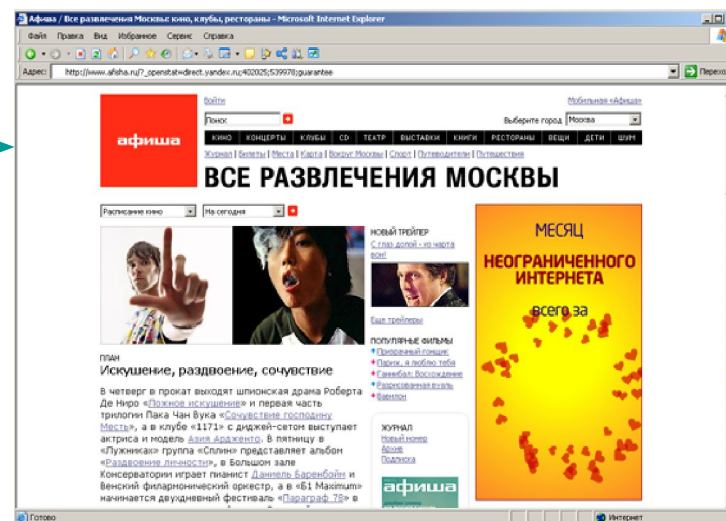 Афиша / Все развлечения Москвы: кино, клубы, рестораны - Microsoft Internet Explorer
Файл Правка Вид Избранное Сервис Справка
Адрес: http://www.afisha.ru/?_openstat=direct.yandex.ru;402025;539978;guarantee
Перехо
Войти
Мобильная «Афиша»
Поиск
Выберите город Москва
афиша
КИНО КОНЦЕРТЫ КЛУБЫ CD ТЕАТР ВЫСТАВКИ КНИГИ РЕСТОРАНЫ ВЕЩИ ДЕТИ ШУМ
Журнал | Билеты | Места | Карта | Вокруг Москвы | Спорт | Путеводители | Путешествия
ВСЕ РАЗВЛЕЧЕНИЯ МОСКВЫ
Расписание кино На сегодня
ПЛАН
Искушение, раздвоение, сочувствие
В четверг в прокат выходят шпионская драма Роберта
Де Ниро «Ложное искушение» и первая часть
трилогии Пака Чан Вука «Сочувствие господину
Месть», а в клубе «1171» с диджей-сетом выступает
актриса и модель Азия Ардженто. В пятницу в
«Лужниках» группа «Сплин» представляет альбом
«Раздвоение личности», в Большом зале
Консерватории играет пианист Даниель Баренбойм и
Венский филармонический оркестр, а в «Б1 Maximum»
начинается двухдневный фестиваль «Параграф 78» в
НОВЫЙ ТРЕЙЛЕР
С глаз долой - из чарта
вон!
Еще трейлеры
ПОПУЛЯРНЫЕ ФИЛЬМЫ
Призрачный гонщик
Париж, я люблю тебя
Ганнибал: Восхождение
Разрисованная вуаль
Вавилон
ЖУРНАЛ
Новый номер
Архив
Подписка
афиша
МЕСЯЦ
НЕОГРАНИЧЕННОГО
ИНТЕРНЕТА
всего за
Готово
Интернет